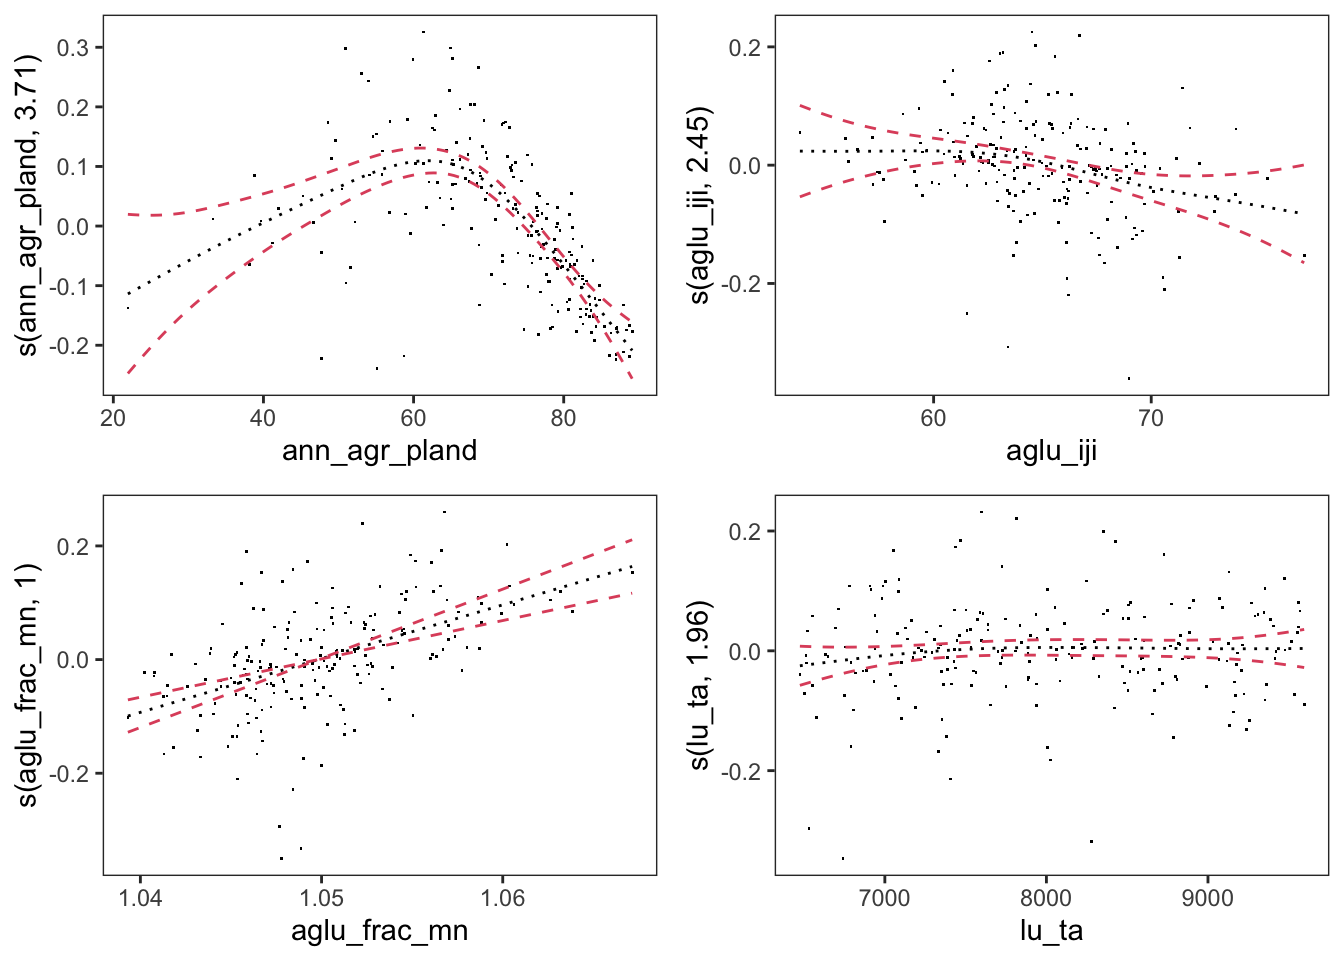 s(ann_agr_pland, 3.71)
0.3
0.2
0.1
0.0
-0.1
-0.2
20 40 60 80
ann_agr_pland
s(aglu_iji, 2.45)
0.2
0.0
-0.2
60 70
aglu_iji
s(aglu_frac_mn, 1)
0.2
0.0
-0.2
1.04 1.05 1.06
aglu_frac_mn
s(lu_ta, 1.96)
0.2
0.0
-0.2
7000 8000 9000
lu_ta